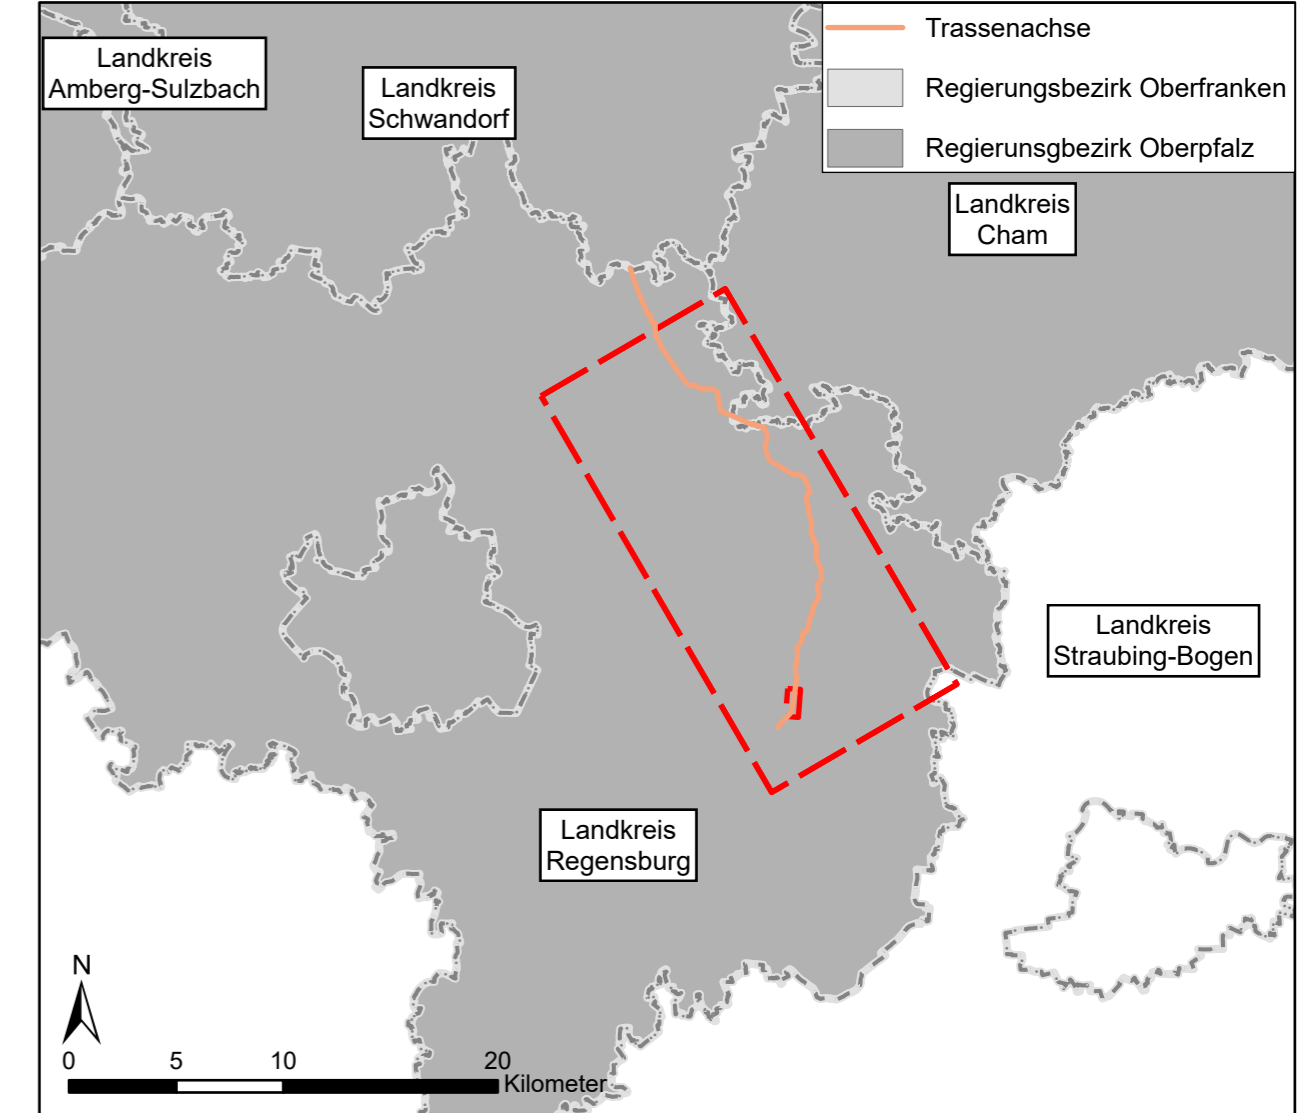 Trassenachse
Regierungsbezirk Oberfranken
Regierunsgbezirk Oberpfalz
Landkreis
Amberg-Sulzbach
Landkreis
Schwandorf
Landkreis
Cham
Landkreis
Straubing-Bogen
Landkreis
Regensburg
N
0 5 10 20
Kilometer